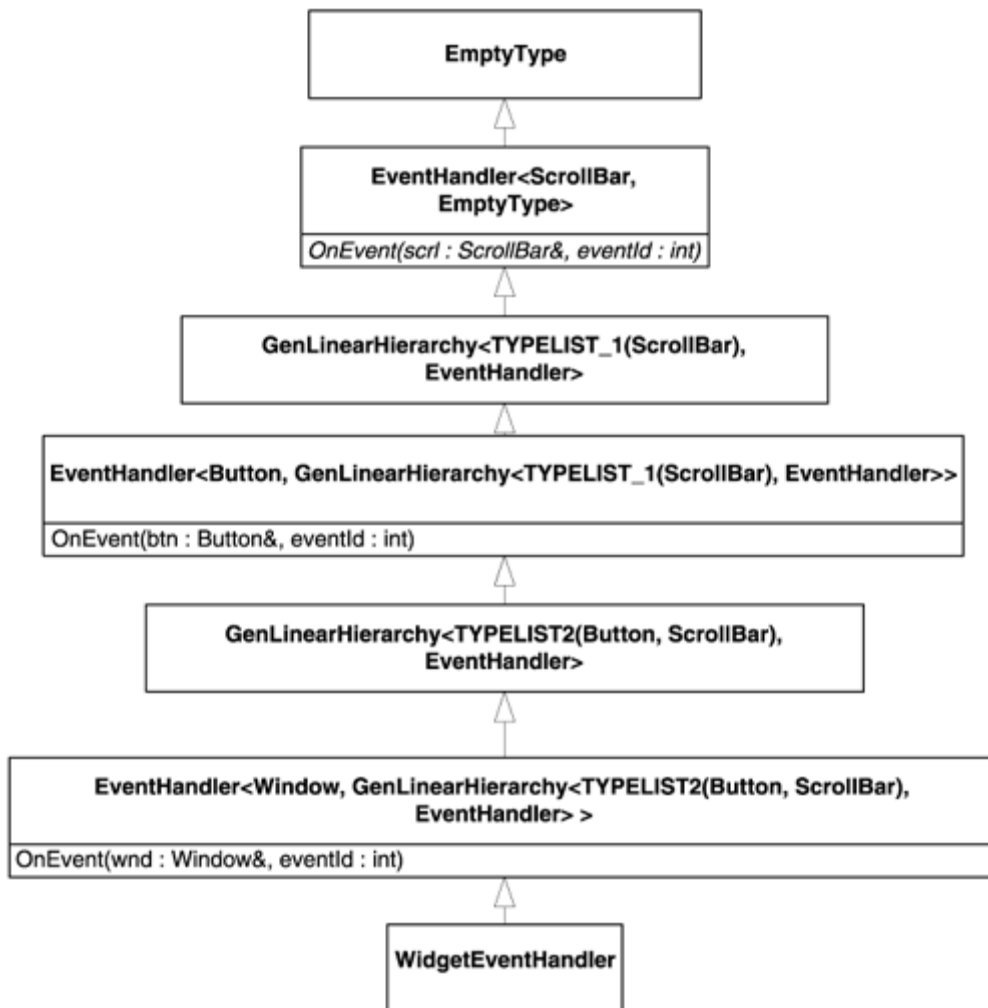 EmptyType
EventHandler<ScrollBar,
EmptyType>
OnEvent(scrl : ScrollBar&, eventId : int)
GenLinearHierarchy<TYPELIST_1(ScrollBar),
EventHandler>
EventHandler<Button, GenLinearHierarchy<TYPELIST_1(ScrollBar), EventHandler>>
OnEvent(btn : Button&, eventId : int)
GenLinearHierarchy<TYPELIST2(Button, ScrollBar),
EventHandler>
EventHandler<Window, GenLinearHierarchy<TYPELIST2(Button, ScrollBar),
EventHandler> >
OnEvent(wnd : Window&, eventId : int)
WidgetEventHandler